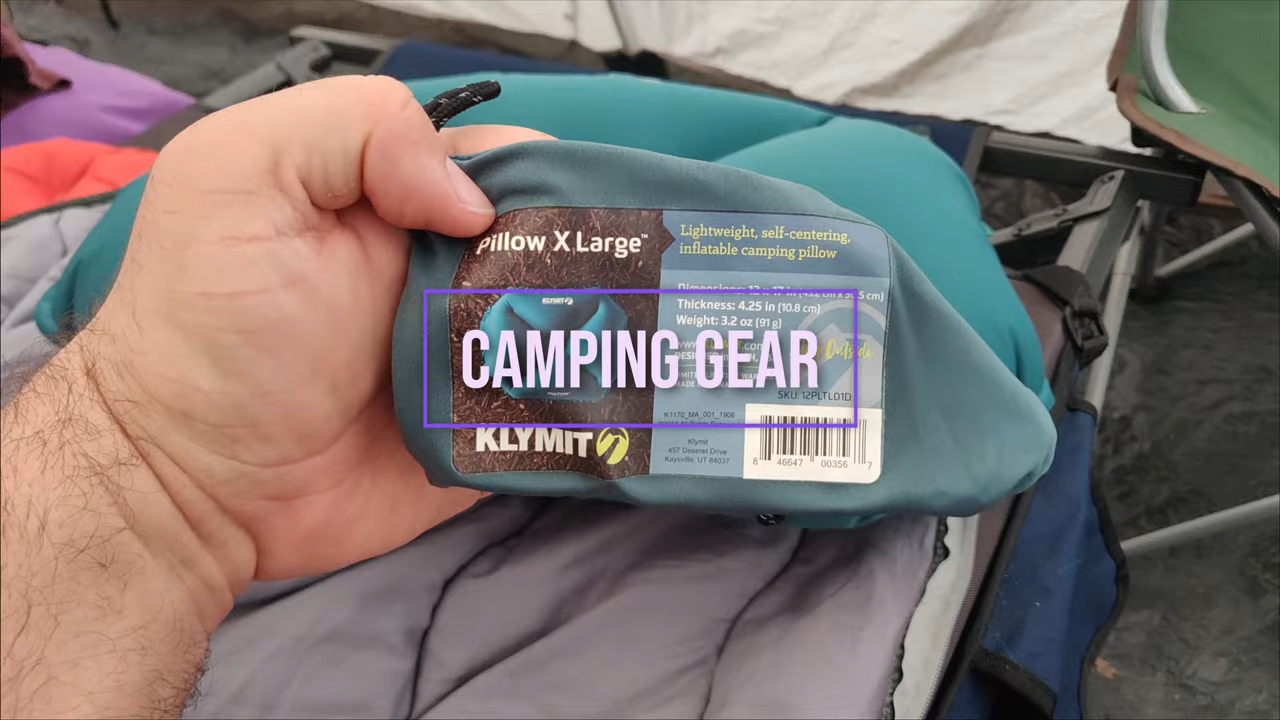 Pillow X Large™
Lightweight, self-centering,
inflatable camping pillow
Thickness: 4.25 in (10.8 cm)
Weight: 3.2 oz (91 g)
CAMPING GEAR
SKU: 12PLTL01D
K1170_MA_001_1906
KLYMIT
Klymit
457 Deseret Drive
Kaysville, UT 84037
8 46647 00356 7